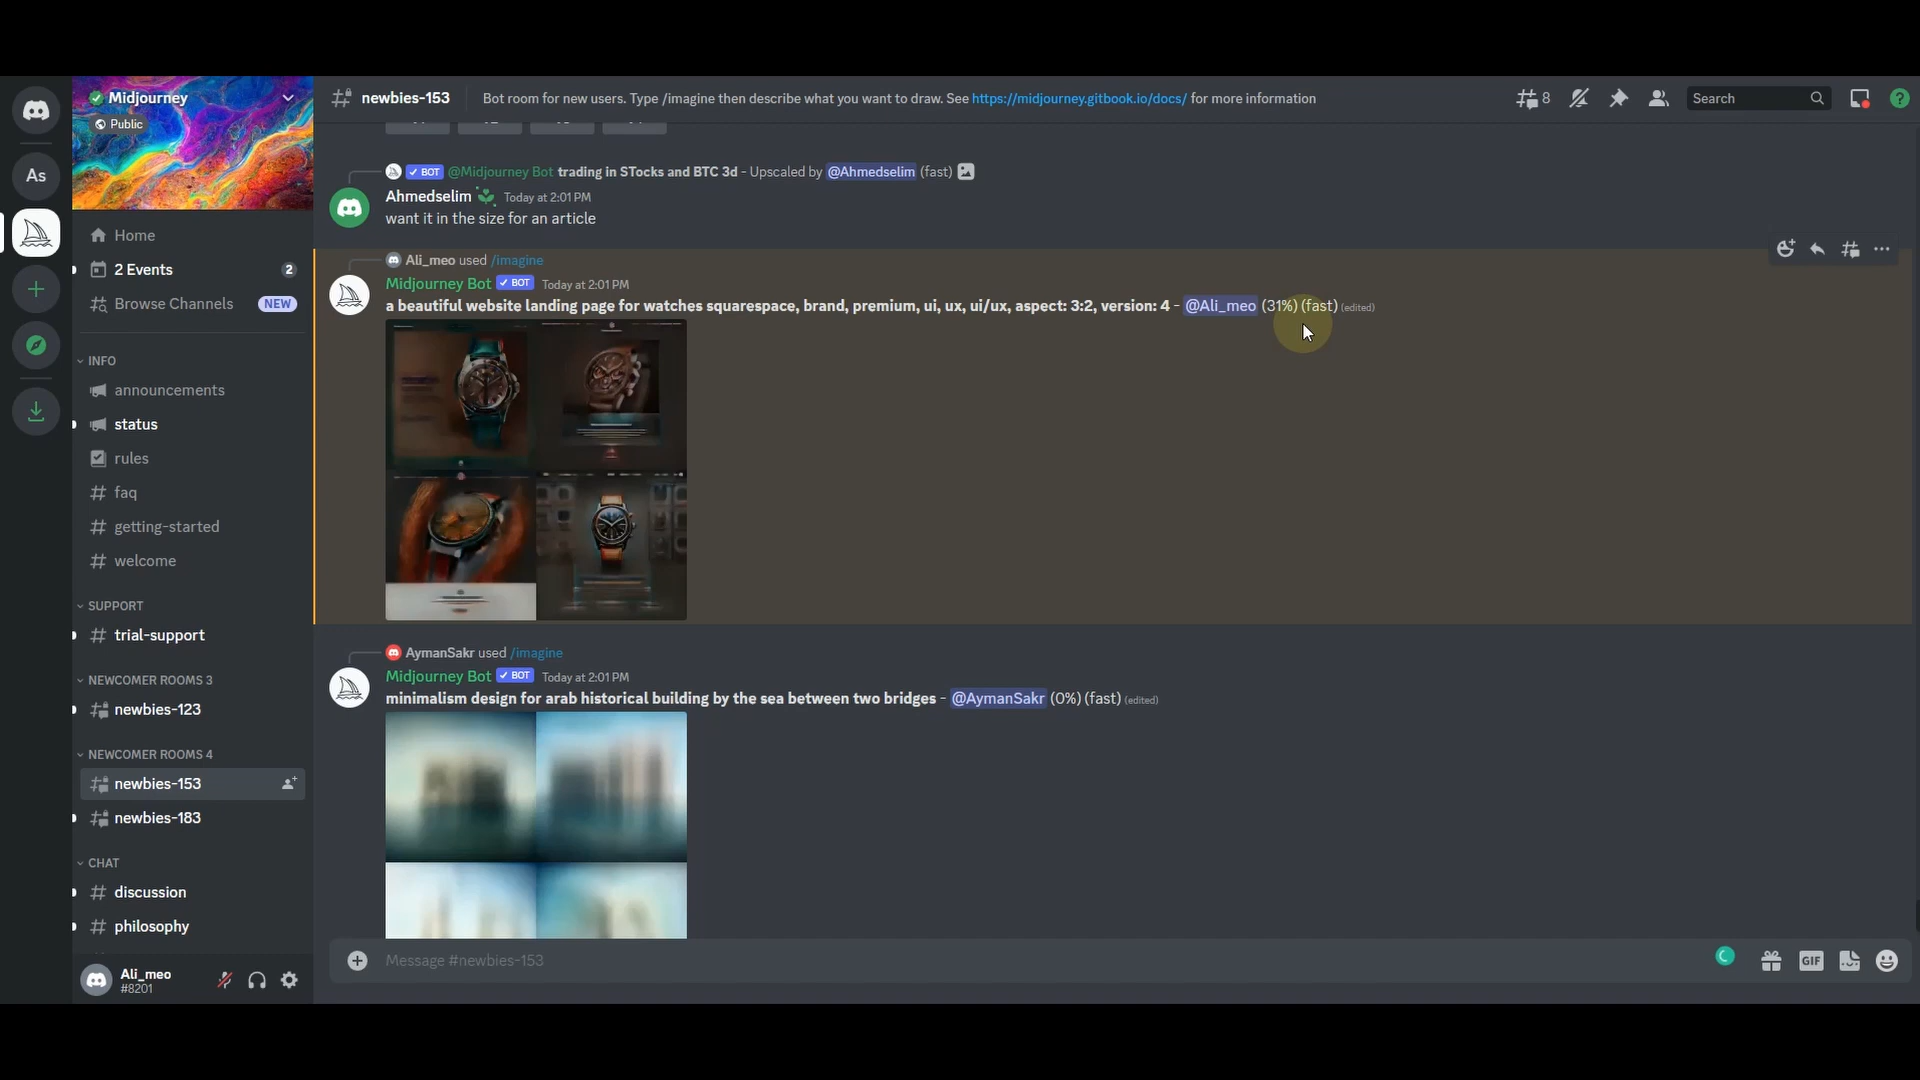 Midjourney
Public
As
Home
2 Events
2
Browse Channels
NEW
INFO
announcements
status
rules
faq
getting-started
welcome
SUPPORT
trial-support
NEWCOMER ROOMS 3
newbies-123
NEWCOMER ROOMS 4
newbies-153
newbies-183
CHAT
discussion
philosophy
Ali_meo
#8201
newbies-153
Bot room for new users. Type /imagine then describe what you want to draw. See https://midjourney.gitbook.io/docs/ for more information
8
Search
BOT @Midjourney Bot trading in STocks and BTC 3d - Upscaled by @Ahmedselim (fast)
Ahmedselim Today at 2:01 PM
want it in the size for an article
Ali_meo used /imagine
Midjourney Bot BOT Today at 2:01 PM
a beautiful website landing page for watches squarespace, brand, premium, ui, ux, ui/ux, aspect: 3:2, version: 4 - @Ali_meo (31%) (fast) (edited)
AymanSakr used /imagine
Midjourney Bot BOT Today at 2:01 PM
minimalism design for arab historical building by the sea between two bridges - @AymanSakr (0%) (fast) (edited)
Message #newbies-153
GIF